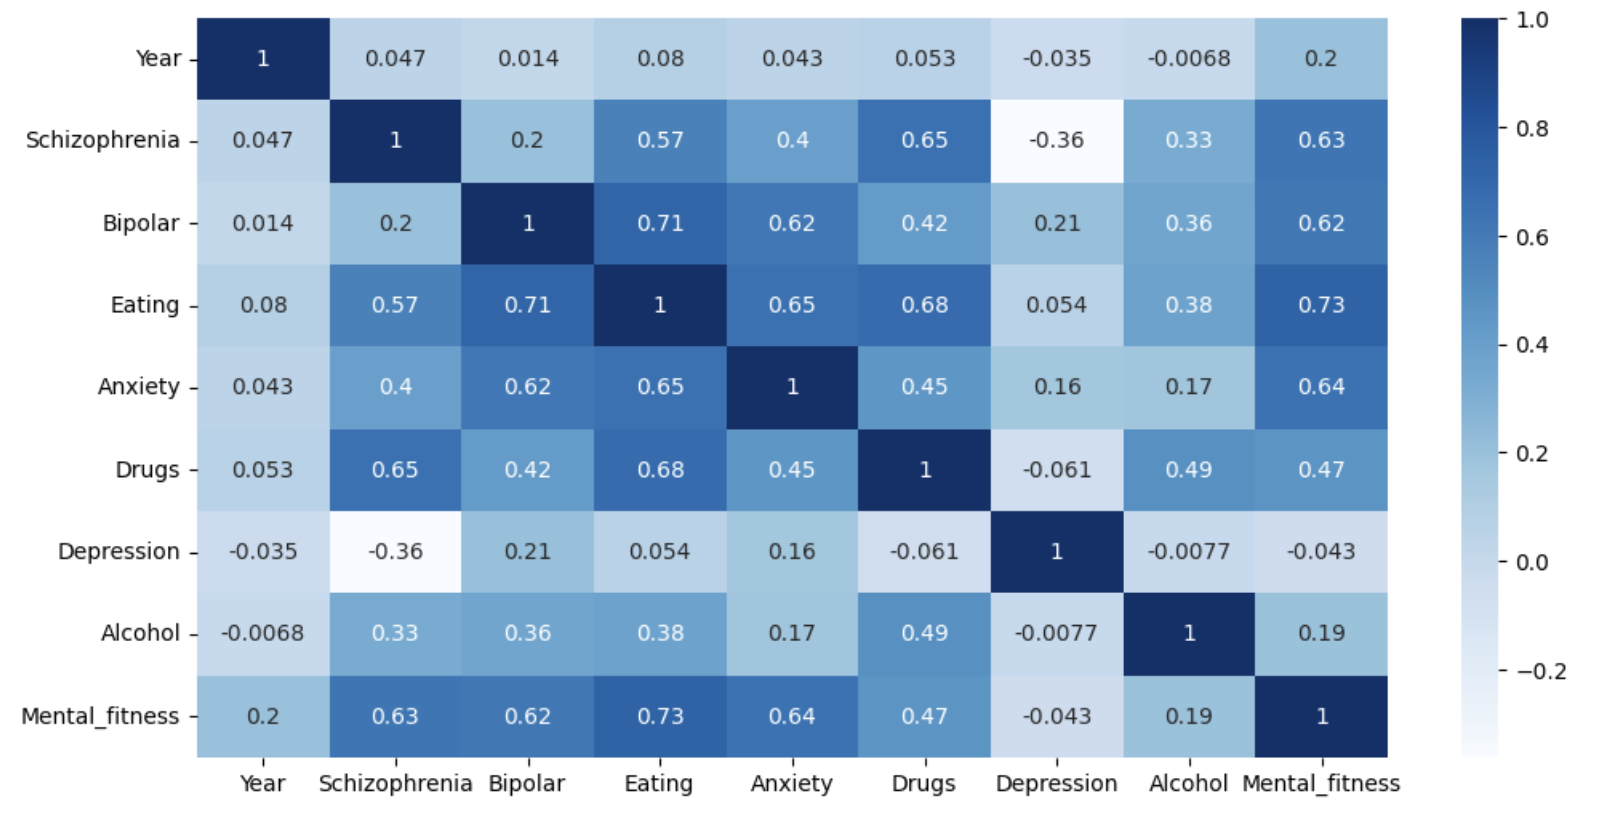 Year 1 0.047 0.014 0.08 0.043 0.053 -0.035 -0.0068 0.2
Schizophrenia 0.047 1 0.2 0.57 0.4 0.65 -0.36 0.33 0.63
Bipolar 0.014 0.2 1 0.71 0.62 0.42 0.21 0.36 0.62
Eating 0.08 0.57 0.71 1 0.65 0.68 0.054 0.38 0.73
Anxiety 0.043 0.4 0.62 0.65 1 0.45 0.16 0.17 0.64
Drugs 0.053 0.65 0.42 0.68 0.45 1 -0.061 0.49 0.47
Depression -0.035 -0.36 0.21 0.054 0.16 -0.061 1 -0.0077 -0.043
Alcohol -0.0068 0.33 0.36 0.38 0.17 0.49 -0.0077 1 0.19
Mental_fitness 0.2 0.63 0.62 0.73 0.64 0.47 -0.043 0.19 1
Year Schizophrenia Bipolar Eating Anxiety Drugs Depression Alcohol Mental_fitness
1.0
0.8
0.6
0.4
0.2
0.0
−0.2